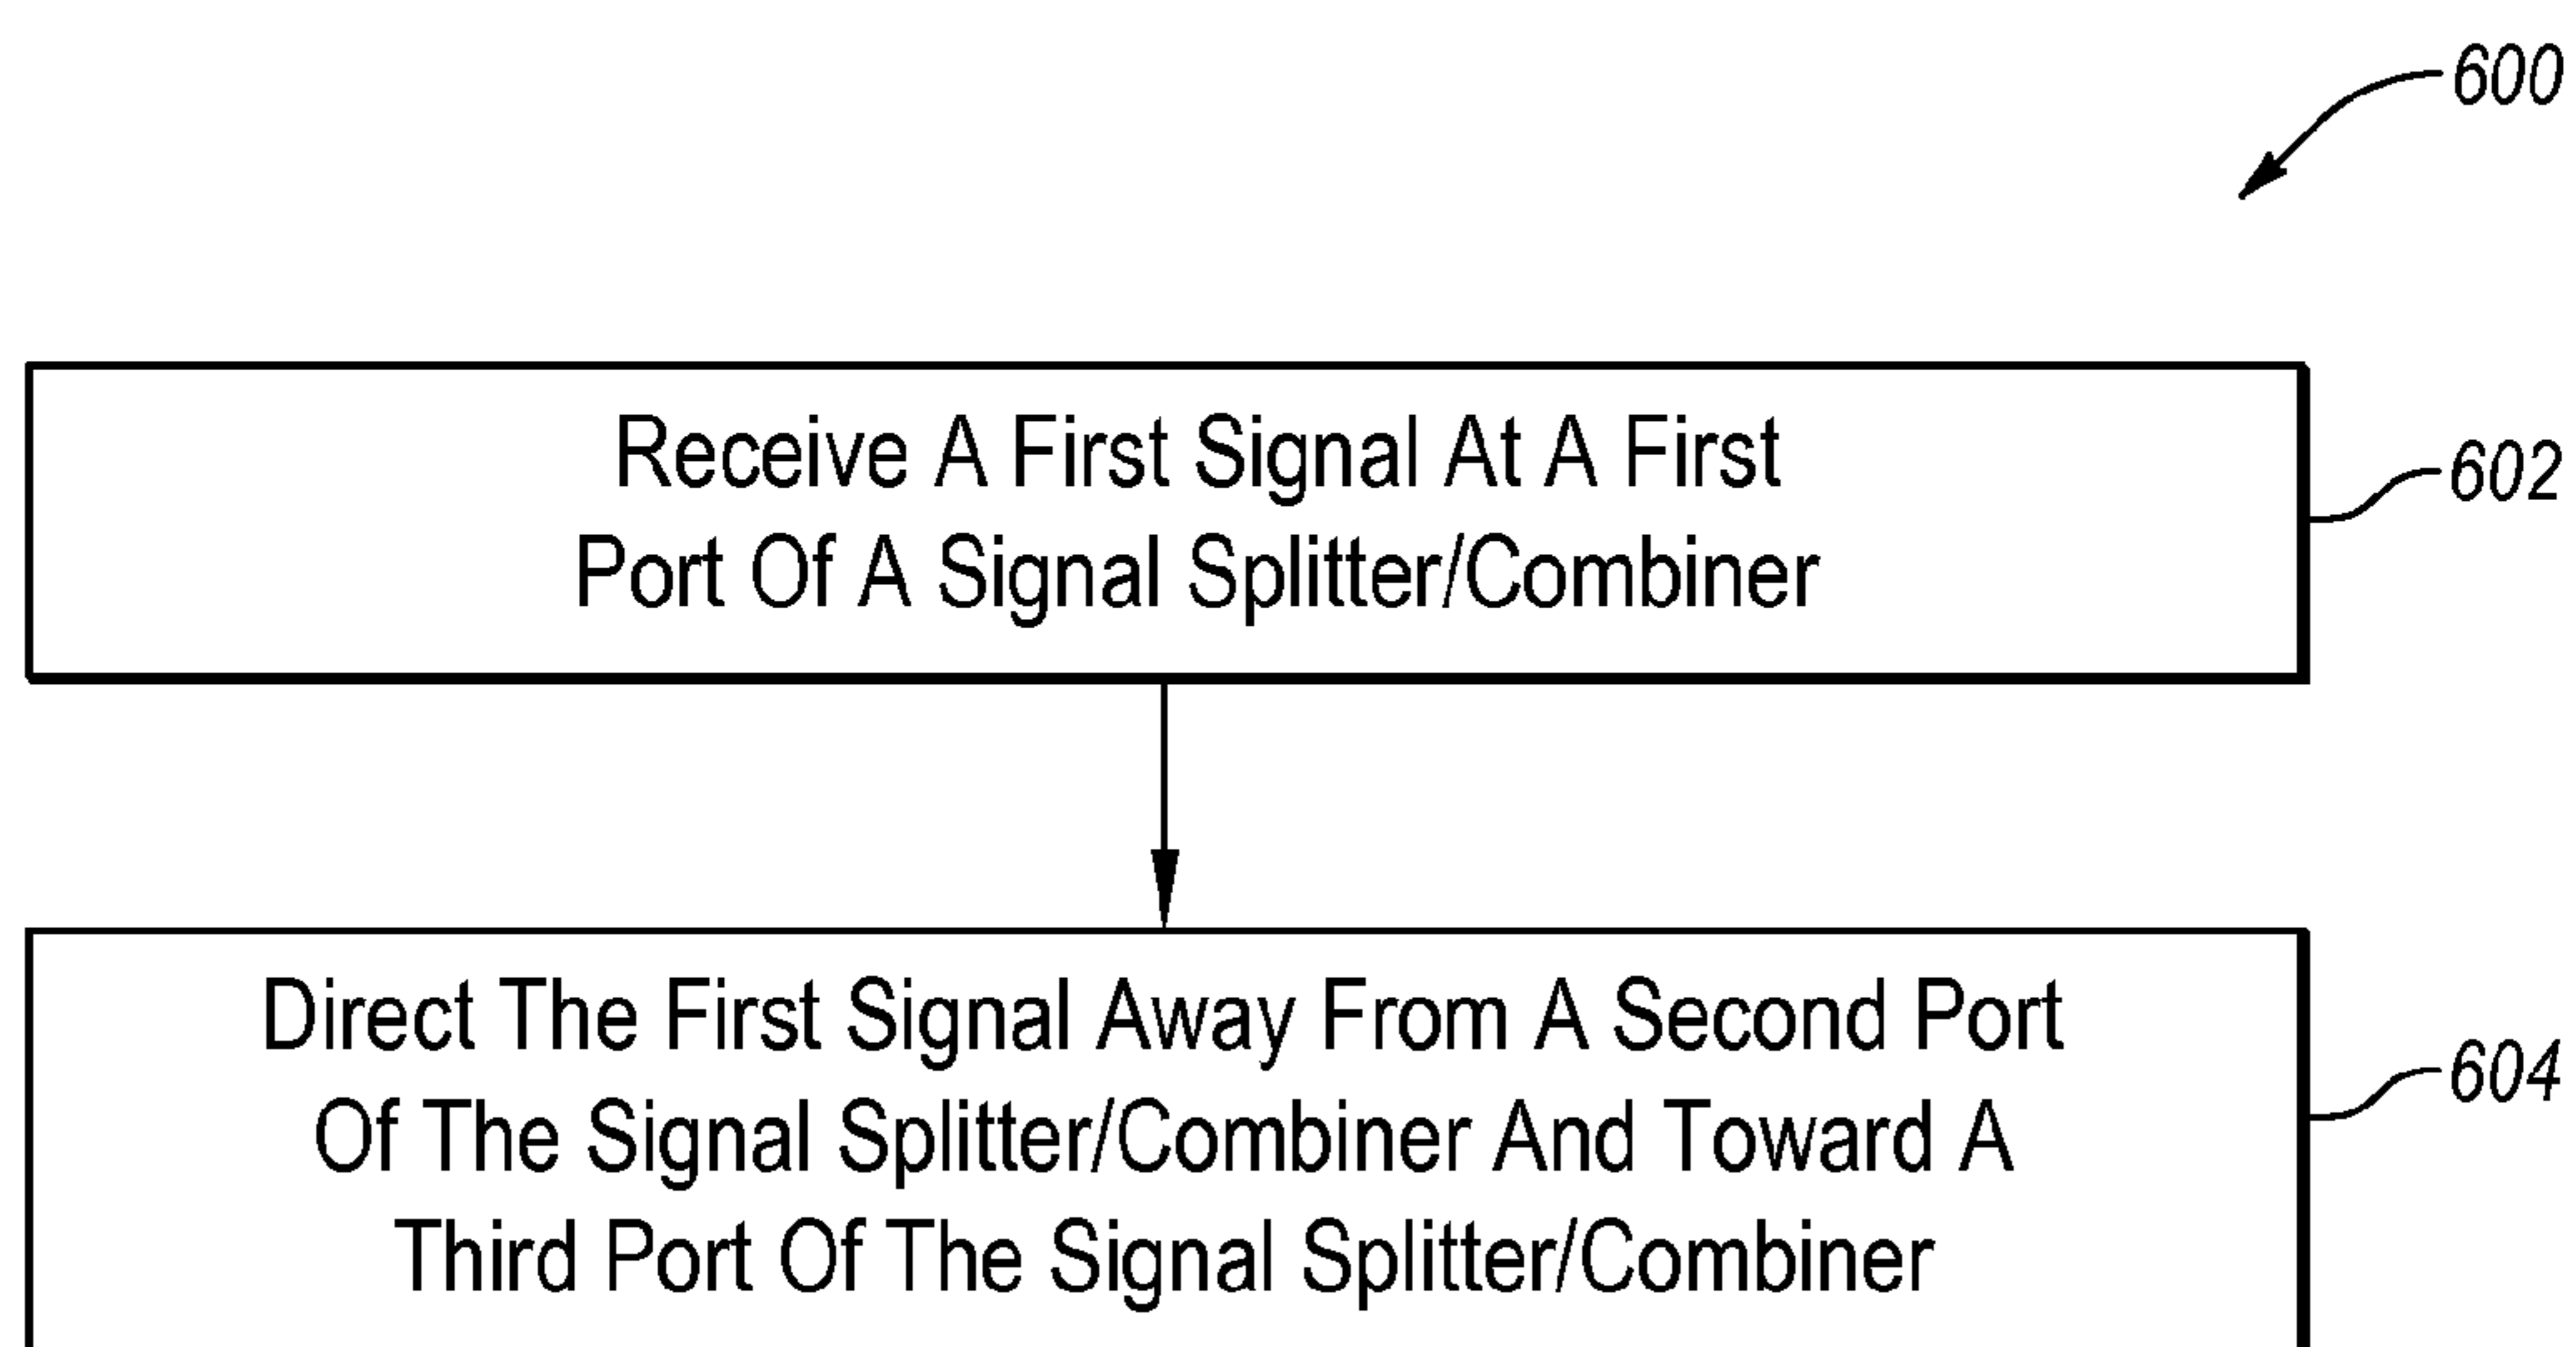 600
Receive A First Signal At A First
Port Of A Signal Splitter/Combiner
602
Direct The First Signal Away From A Second Port
Of The Signal Splitter/Combiner And Toward A
Third Port Of The Signal Splitter/Combiner
604